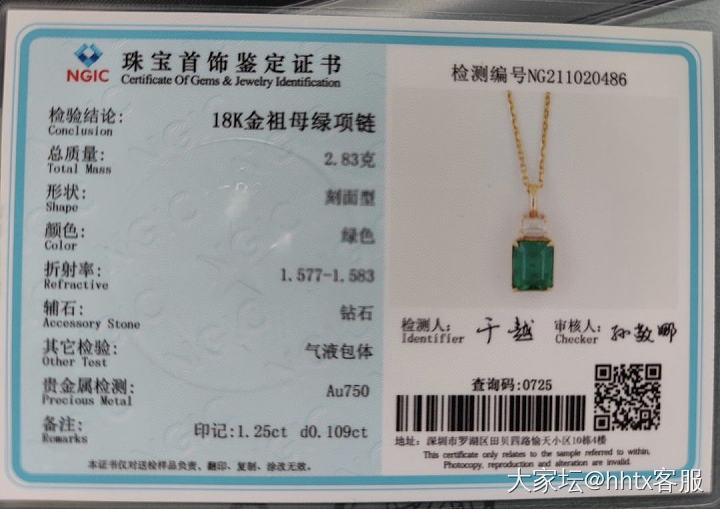 NGIC
珠宝首饰鉴定证书
Certificate Of Gems & Jewelry Identification
检验结论: 18K金祖母绿项链
Conclusion
总质量: 2.83克
Total Mass
形状: 刻面型
Shape
颜色: 绿色
Color
折射率: 1.577-1.583
Refractive
辅石: 钻石
Accessory Stone
其它检验: 气液包体
Other Test
贵金属检测: Au750
Precious Metal
备注: 印记:1.25ct d0.109ct
Remarks
本证书仅对送检样品负责，翻印、复制、涂改无效。
检测编号NG211020486
检测人: 于越 审核人: 孙敬娜
Identifier Checker
查询码:0725
地址: 深圳市罗湖区田贝四路愉天小区10栋4楼
This certificate only relates to the sample referred to within.
Photocopy, reproduction and alteration are invalid.
大家坛@hhtx客服